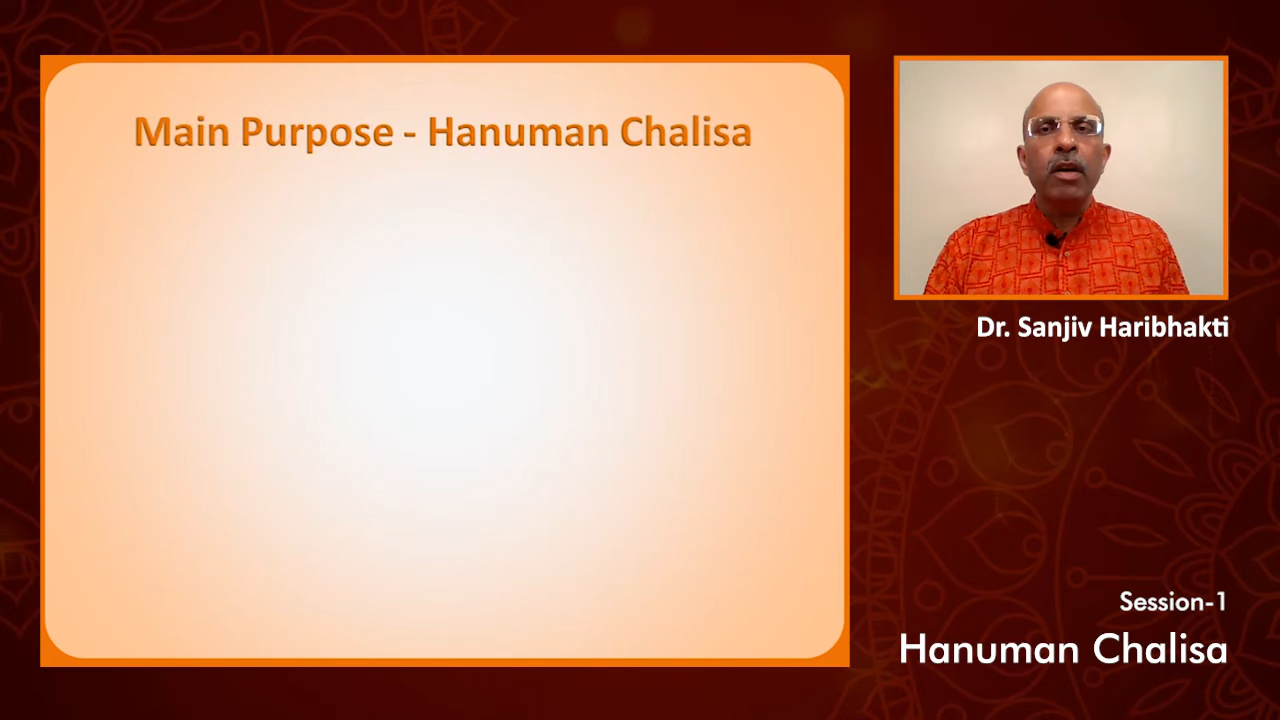 Main Purpose - Hanuman Chalisa
Dr. Sanjiv Haribhakti
Session-1
Hanuman Chalisa